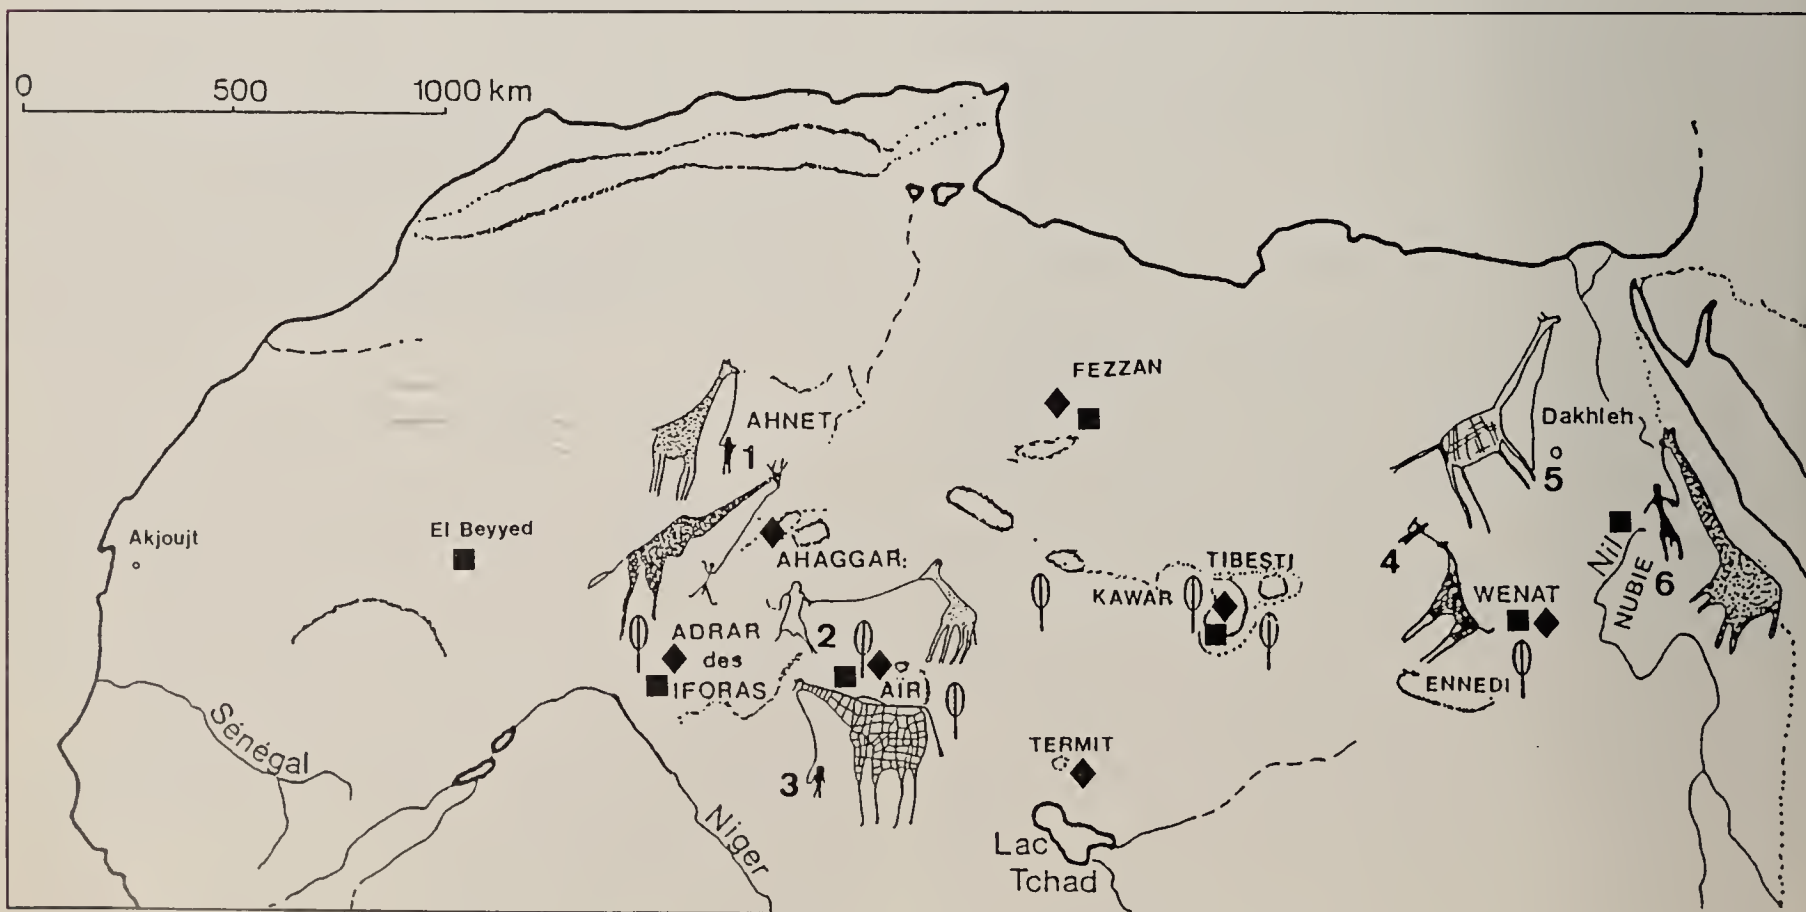 0 500 1000 km
FEZZAN
AHNET
Dakhleh
1
5
El Beyyed
Akjoujt
AHAGGAR
TIBESTI
4
KAWAR
WENAT
Nil
NUBIE
6
2
ADRAR
des
IFORAS
AIR
ENNEDI
Sénégal
TERMIT
3
Niger
Lac
Tchad